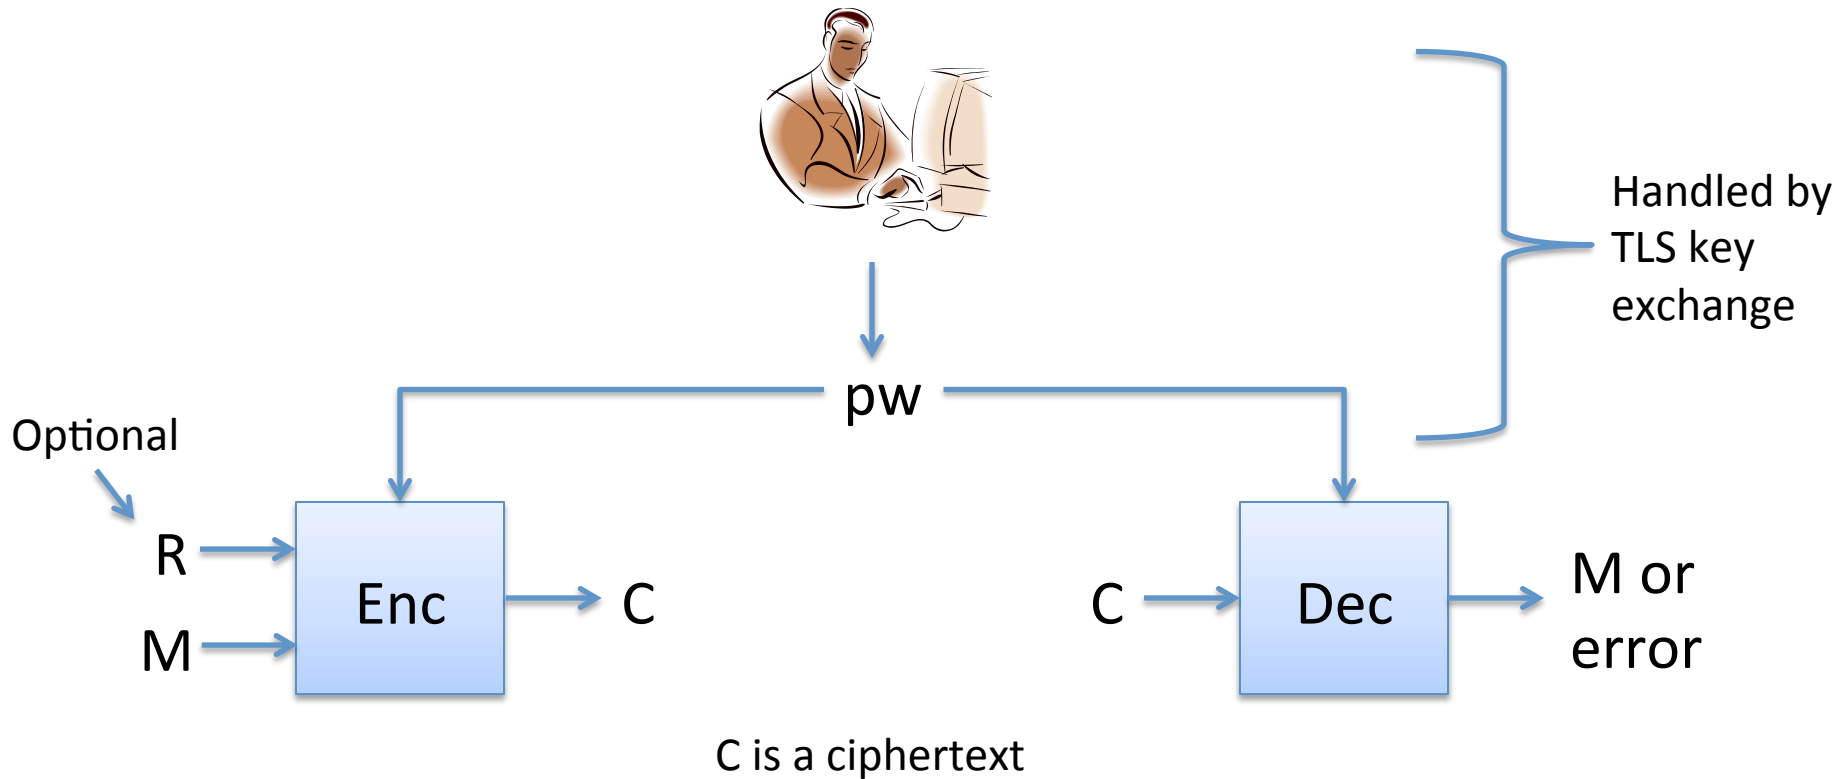 Handled by
TLS key
exchange
pw
Optional
R
M
Enc
C
C
Dec
M or
error
C is a ciphertext